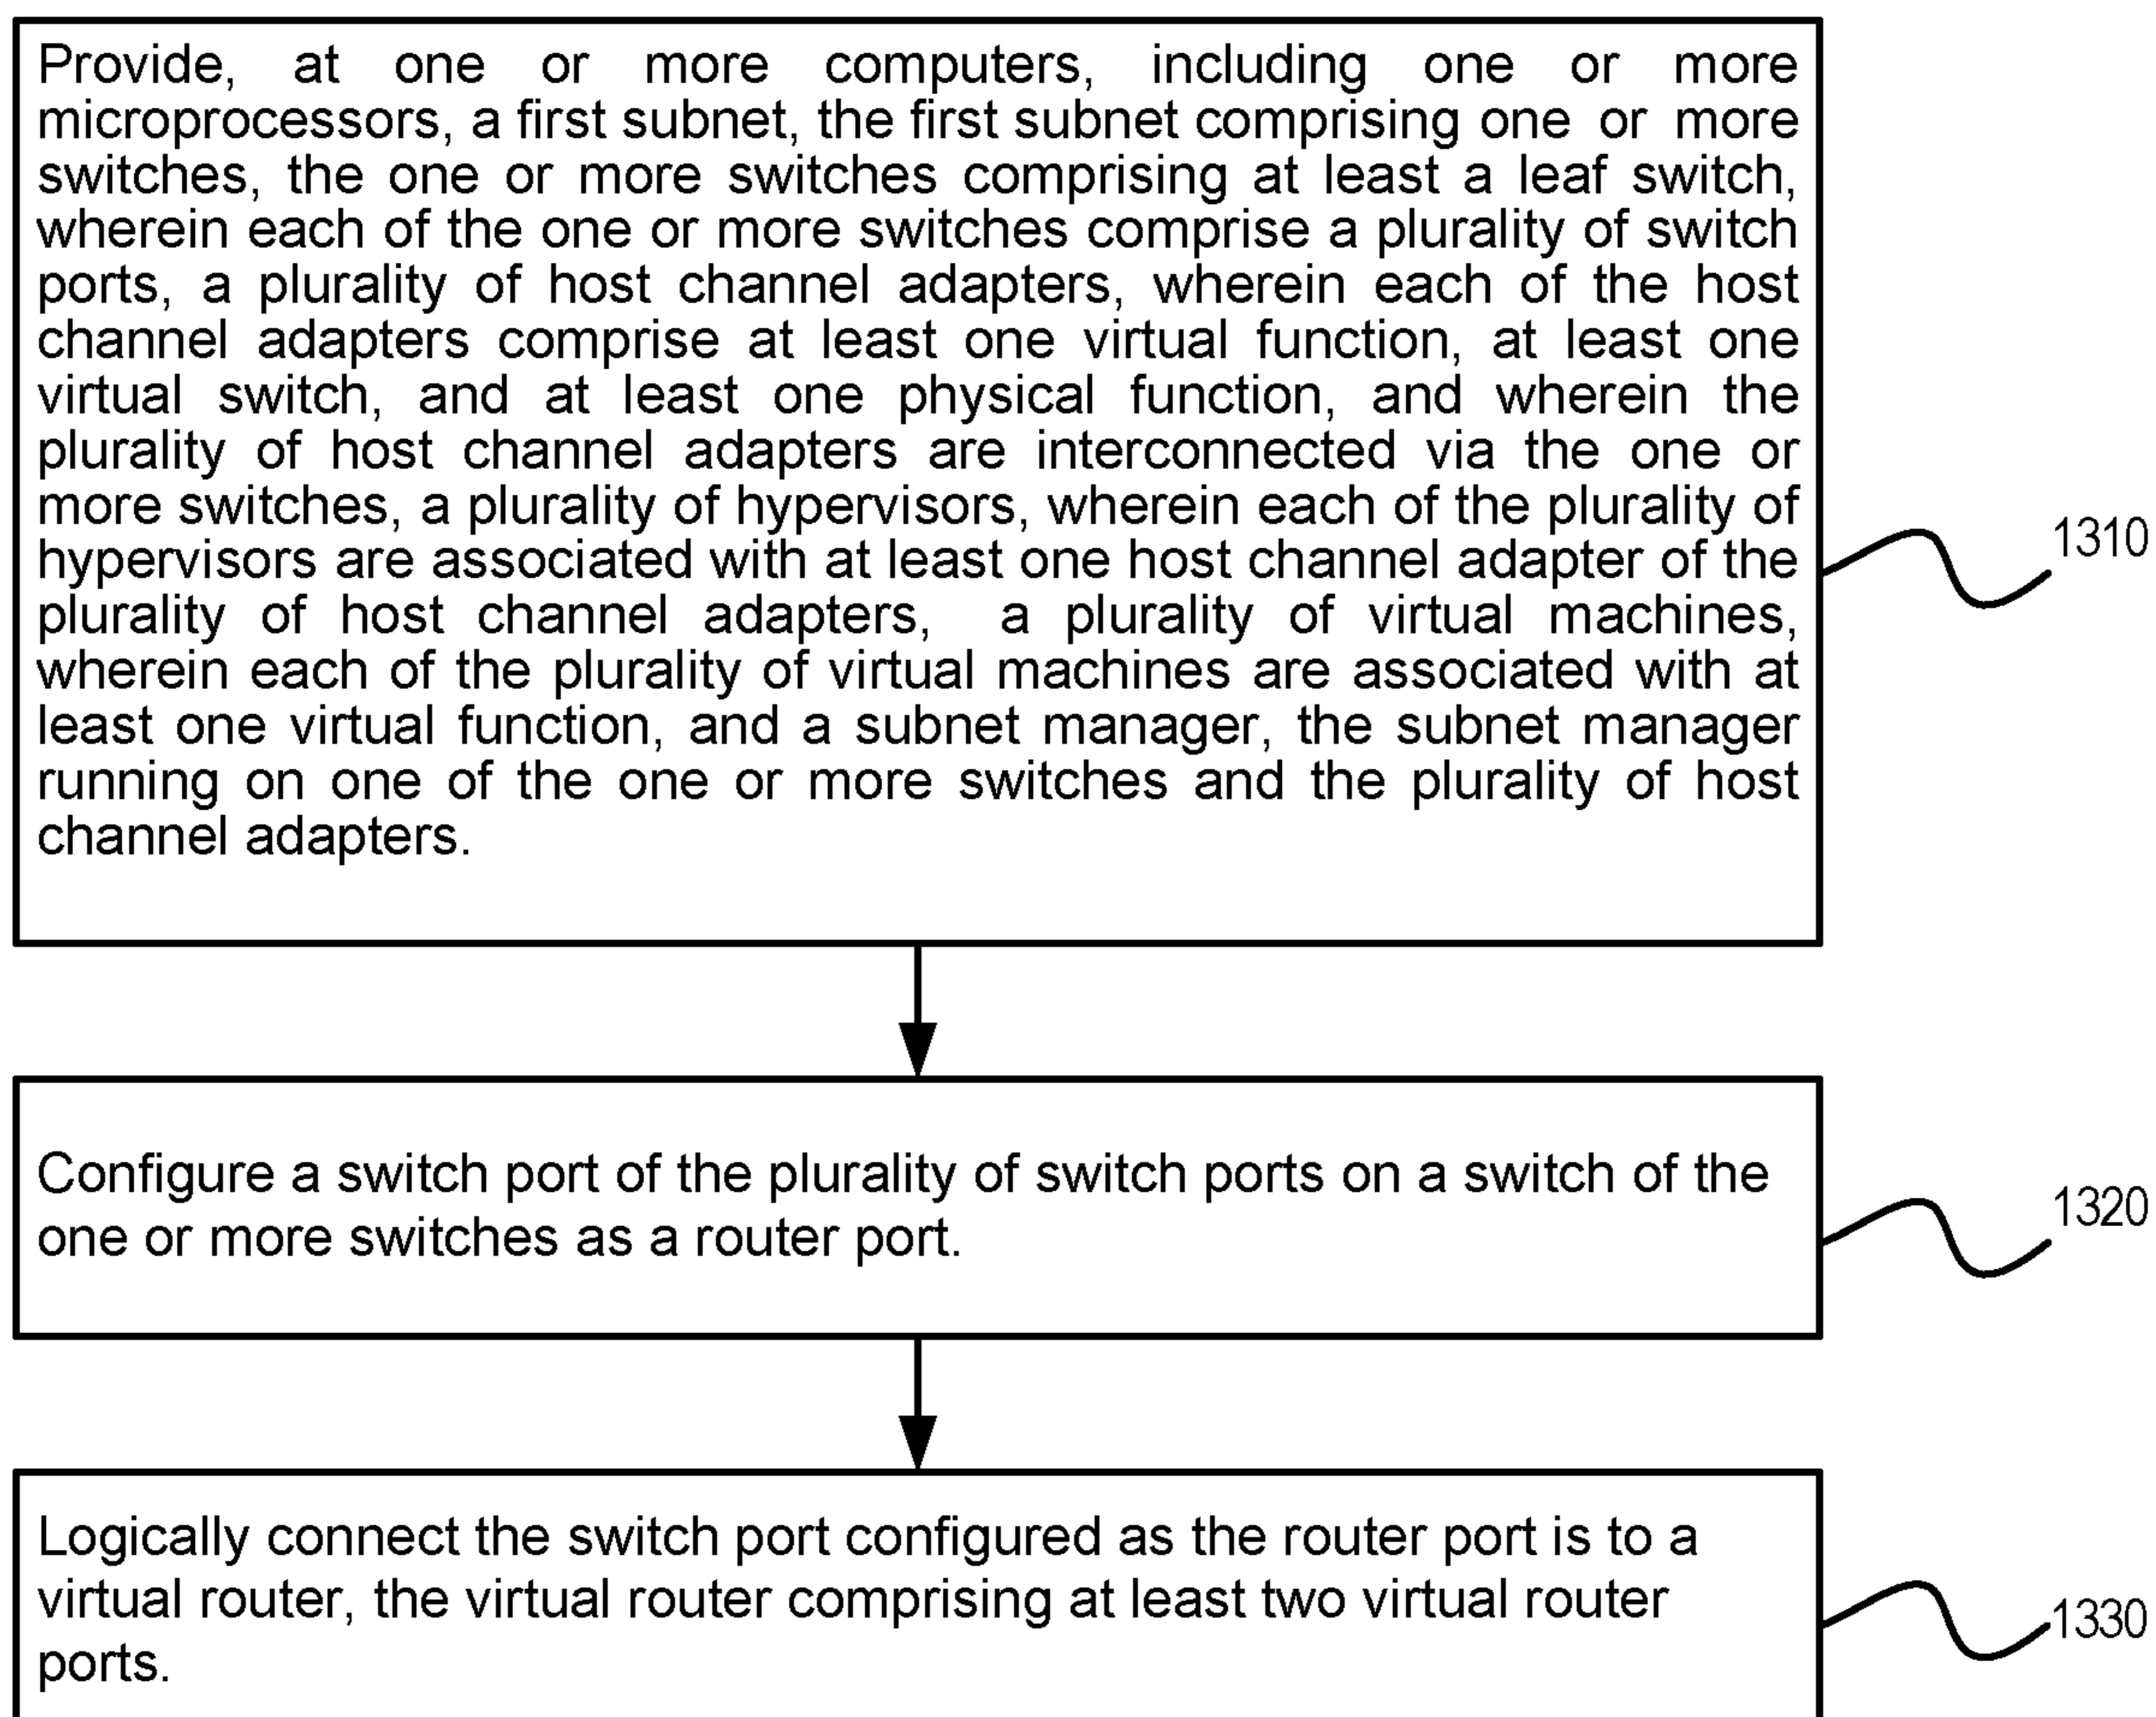 Provide, at one or more computers, including one or more
microprocessors, a first subnet, the first subnet comprising one or more
switches, the one or more switches comprising at least a leaf switch,
wherein each of the one or more switches comprise a plurality of switch
ports, a plurality of host channel adapters, wherein each of the host
channel adapters comprise at least one virtual function, at least one
virtual switch, and at least one physical function, and wherein the
plurality of host channel adapters are interconnected via the one or
more switches, a plurality of hypervisors, wherein each of the plurality of
hypervisors are associated with at least one host channel adapter of the
plurality of host channel adapters, a plurality of virtual machines,
wherein each of the plurality of virtual machines are associated with at
least one virtual function, and a subnet manager, the subnet manager
running on one of the one or more switches and the plurality of host
channel adapters.
1310
Configure a switch port of the plurality of switch ports on a switch of the
one or more switches as a router port.
1320
Logically connect the switch port configured as the router port is to a
virtual router, the virtual router comprising at least two virtual router
ports.
1330